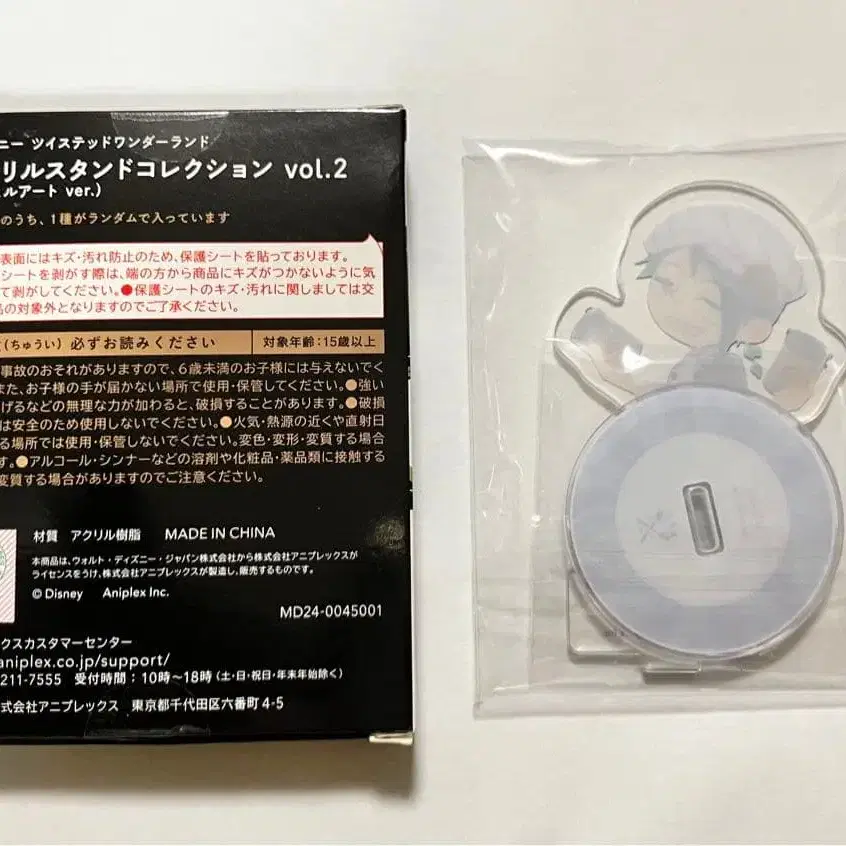 ニー ツイステッドワンダーランド
リルスタンドコレクション vol.2
ルアート ver.)
のうち、1種がランダムで入っています
表面にはキズ・汚れ防止のため、保護シートを貼っております。
シートを剥がす際は、端の方から商品にキズがつかないように気
て剥がしてください。●保護シートのキズ・汚れに関しましては交
品の対象外となりますのでご了承ください。
(ちゅうい) 必ずお読みください
対象年齢:15歳以上
事故のおそれがありますので、6歳未満のお子様には与えないでく
また、お子様の手が届かない場所で使用・保管してください。●強い
げるなどの無理な力が加わると、破損することがあります。●破損
は安全のため使用しないでください。●火気・熱源の近くや直射日
る場所では使用・保管しないでください。変色・変形・変質する場合
す。●アルコール・シンナーなどの溶剤や化粧品・薬品類に接触する
変質する場合がありますのでご注意ください。
材質 アクリル樹脂 MADE IN CHINA
本商品は、ウォルト・ディズニー・ジャパン株式会社から株式会社アニプレックスが
ライセンスをうけ、株式会社アニプレックスが製造し、販売するものです。
© Disney Aniplex Inc.
MD24-0045001
クスカスタマーセンター
aniplex.co.jp/support/
211-7555 受付時間:10時~18時(土・日・祝日・年末年始除く)
式会社アニプレックス 東京都千代田区六番町4-5